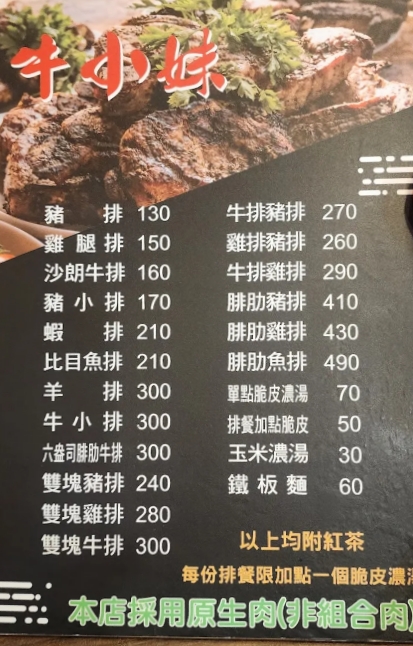 牛小妹
豬排 130
雞腿排 150
沙朗牛排 160
豬小排 170
蝦排 210
比目魚排 210
羊排 300
牛小排 300
六盎司腓肋牛排 300
雙塊豬排 240
雙塊雞排 280
雙塊牛排 300
牛排豬排 270
雞排豬排 260
牛排雞排 290
腓肋豬排 410
腓肋雞排 430
腓肋魚排 490
單點脆皮濃湯 70
排餐加點脆皮 50
玉米濃湯 30
鐵板麵 60
以上均附紅茶
每份排餐限加點一個脆皮濃湯
本店採用原生肉(非組合肉)